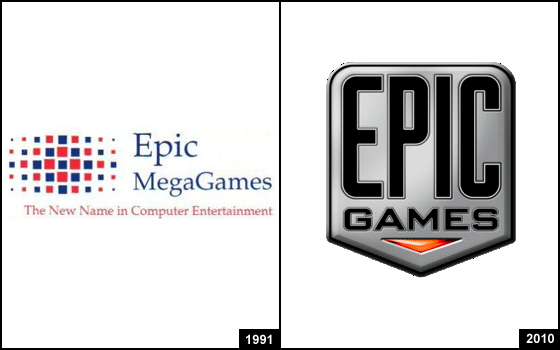 Epic
MegaGames
The New Name in Computer Entertainment
1991
EPIC
GAMES
2010